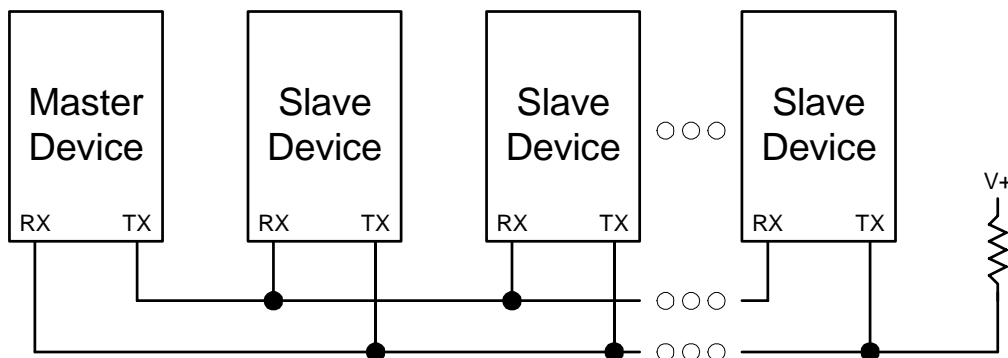 Master
Device
Slave
Device
Slave
Device
Slave
Device
RX TX
RX TX
RX TX
RX TX
V+